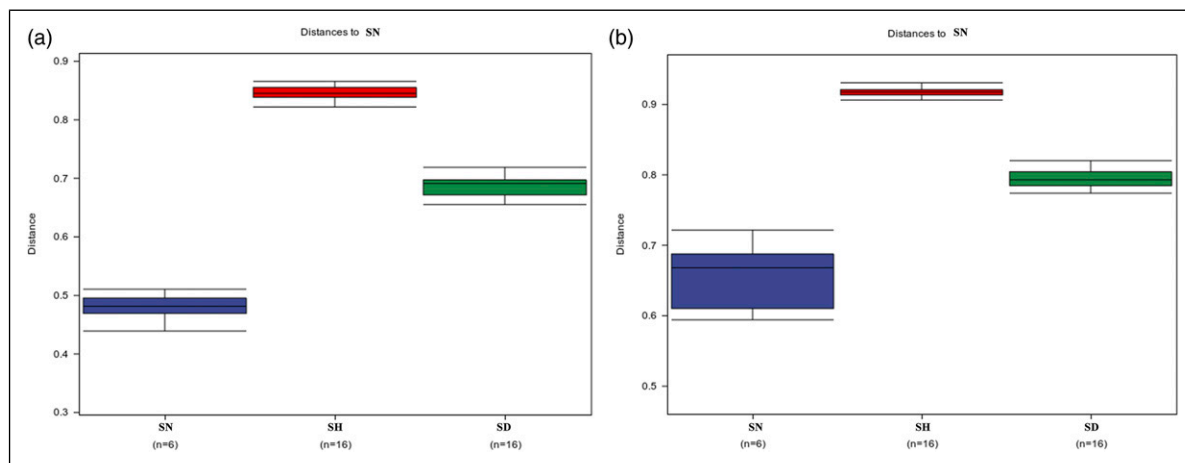 (a)
Distances to SN
0.9
0.8
0.7
0.6
0.5
0.4
0.3
Distance
SN SH SD
(n=6) (n=16) (n=16)
(b)
Distances to SN
0.9
0.8
0.7
0.6
0.5
Distance
SN SH SD
(n=6) (n=16) (n=16)